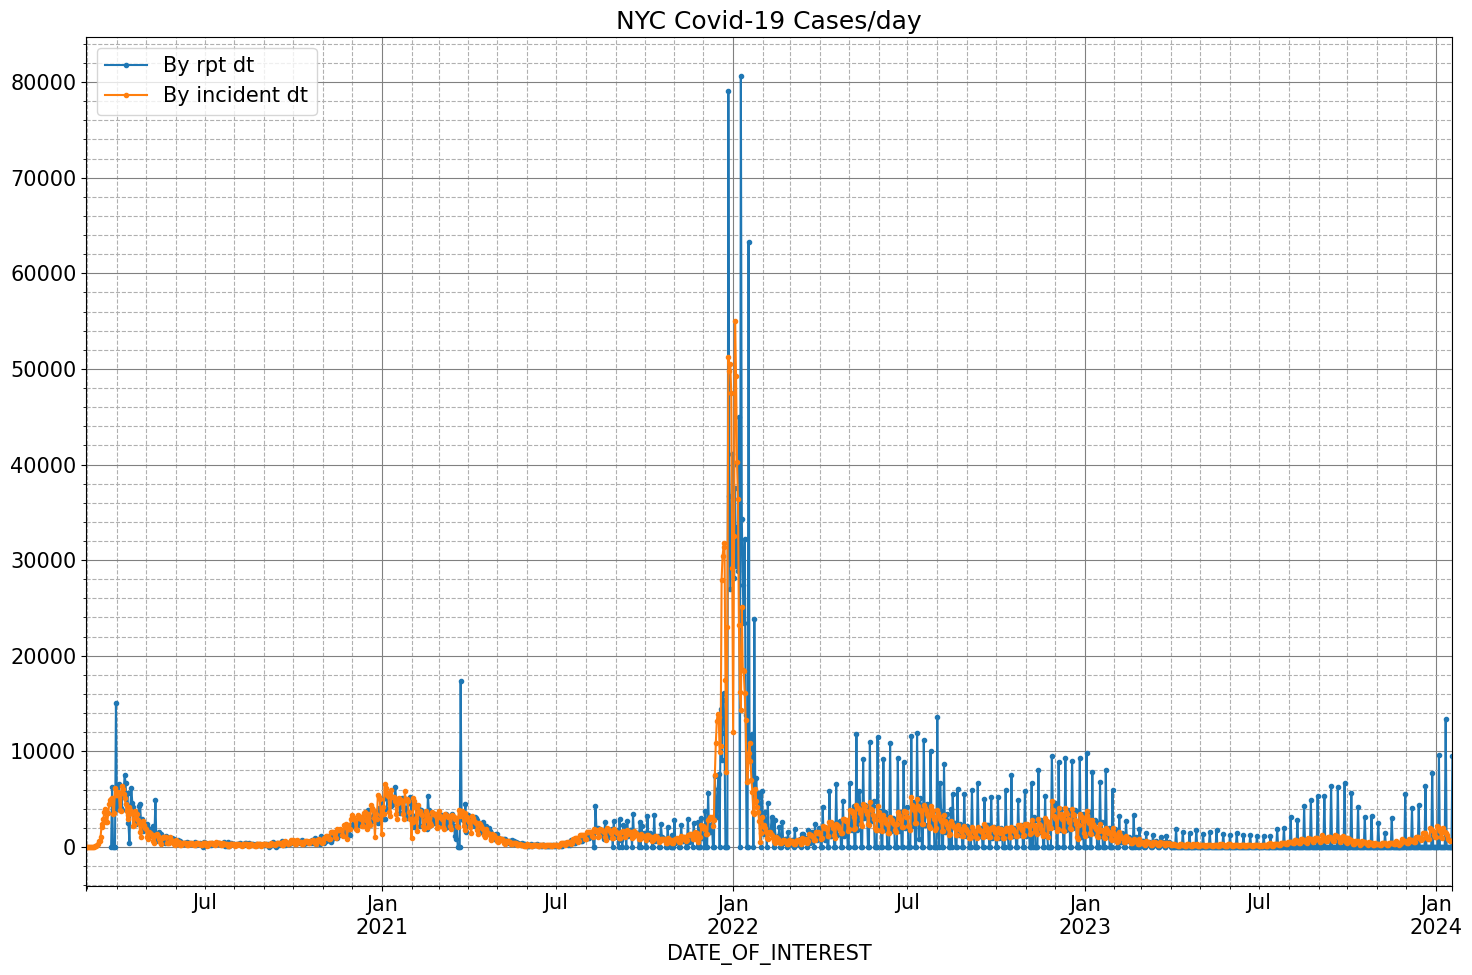 NYC Covid-19 Cases/day
By rpt dt
By incident dt
80000
70000
60000
50000
40000
30000
20000
10000
0
Jul
Jan
2021
Jul
Jan
2022
Jul
Jan
2023
Jul
Jan
2024
DATE_OF_INTEREST